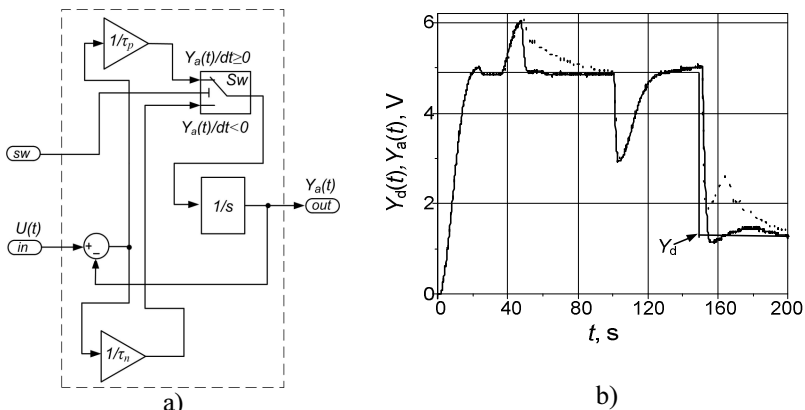 1/τp
Ya(t)/dt≥0
Sw
Ya(t)/dt<0
sw
1/s
Ya(t)
out
U(t)
in
+
−
1/τn
a)
Yd(t),Ya(t), V
6
4
2
0
0 40 80 120 160 200
Yd
t, s
b)